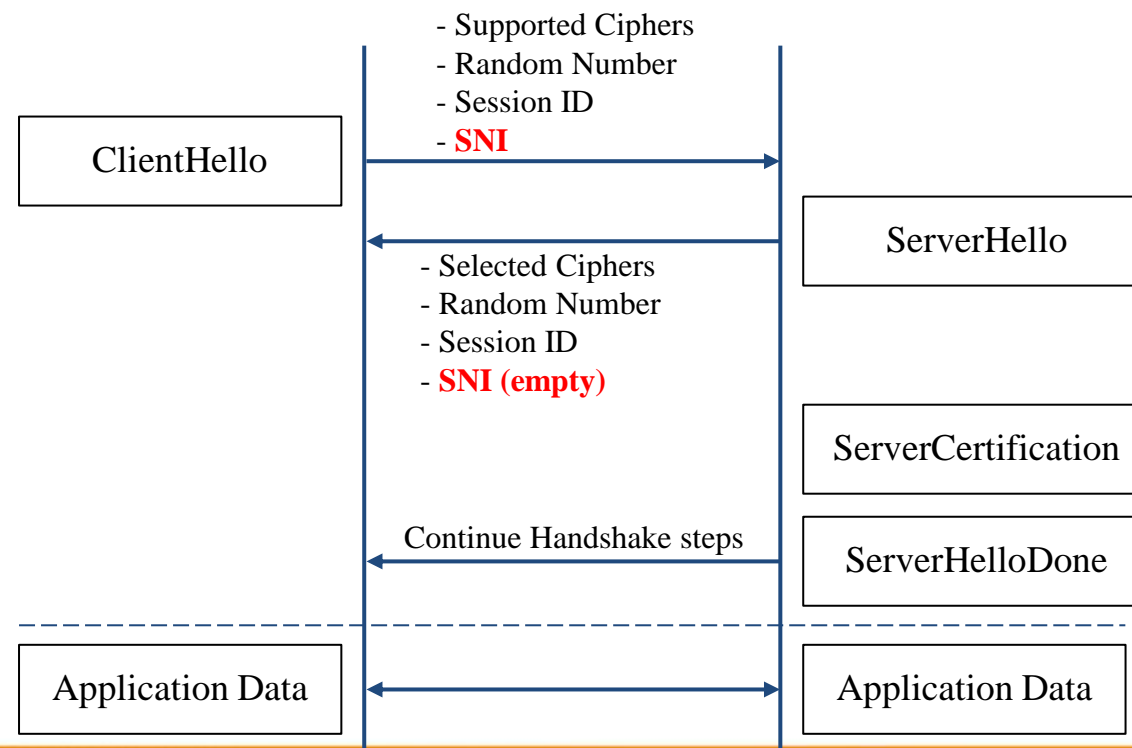 - Supported Ciphers
- Random Number
- Session ID
- SNI
ClientHello
ServerHello
- Selected Ciphers
- Random Number
- Session ID
- SNI (empty)
ServerCertification
Continue Handshake steps
ServerHelloDone
Application Data
Application Data